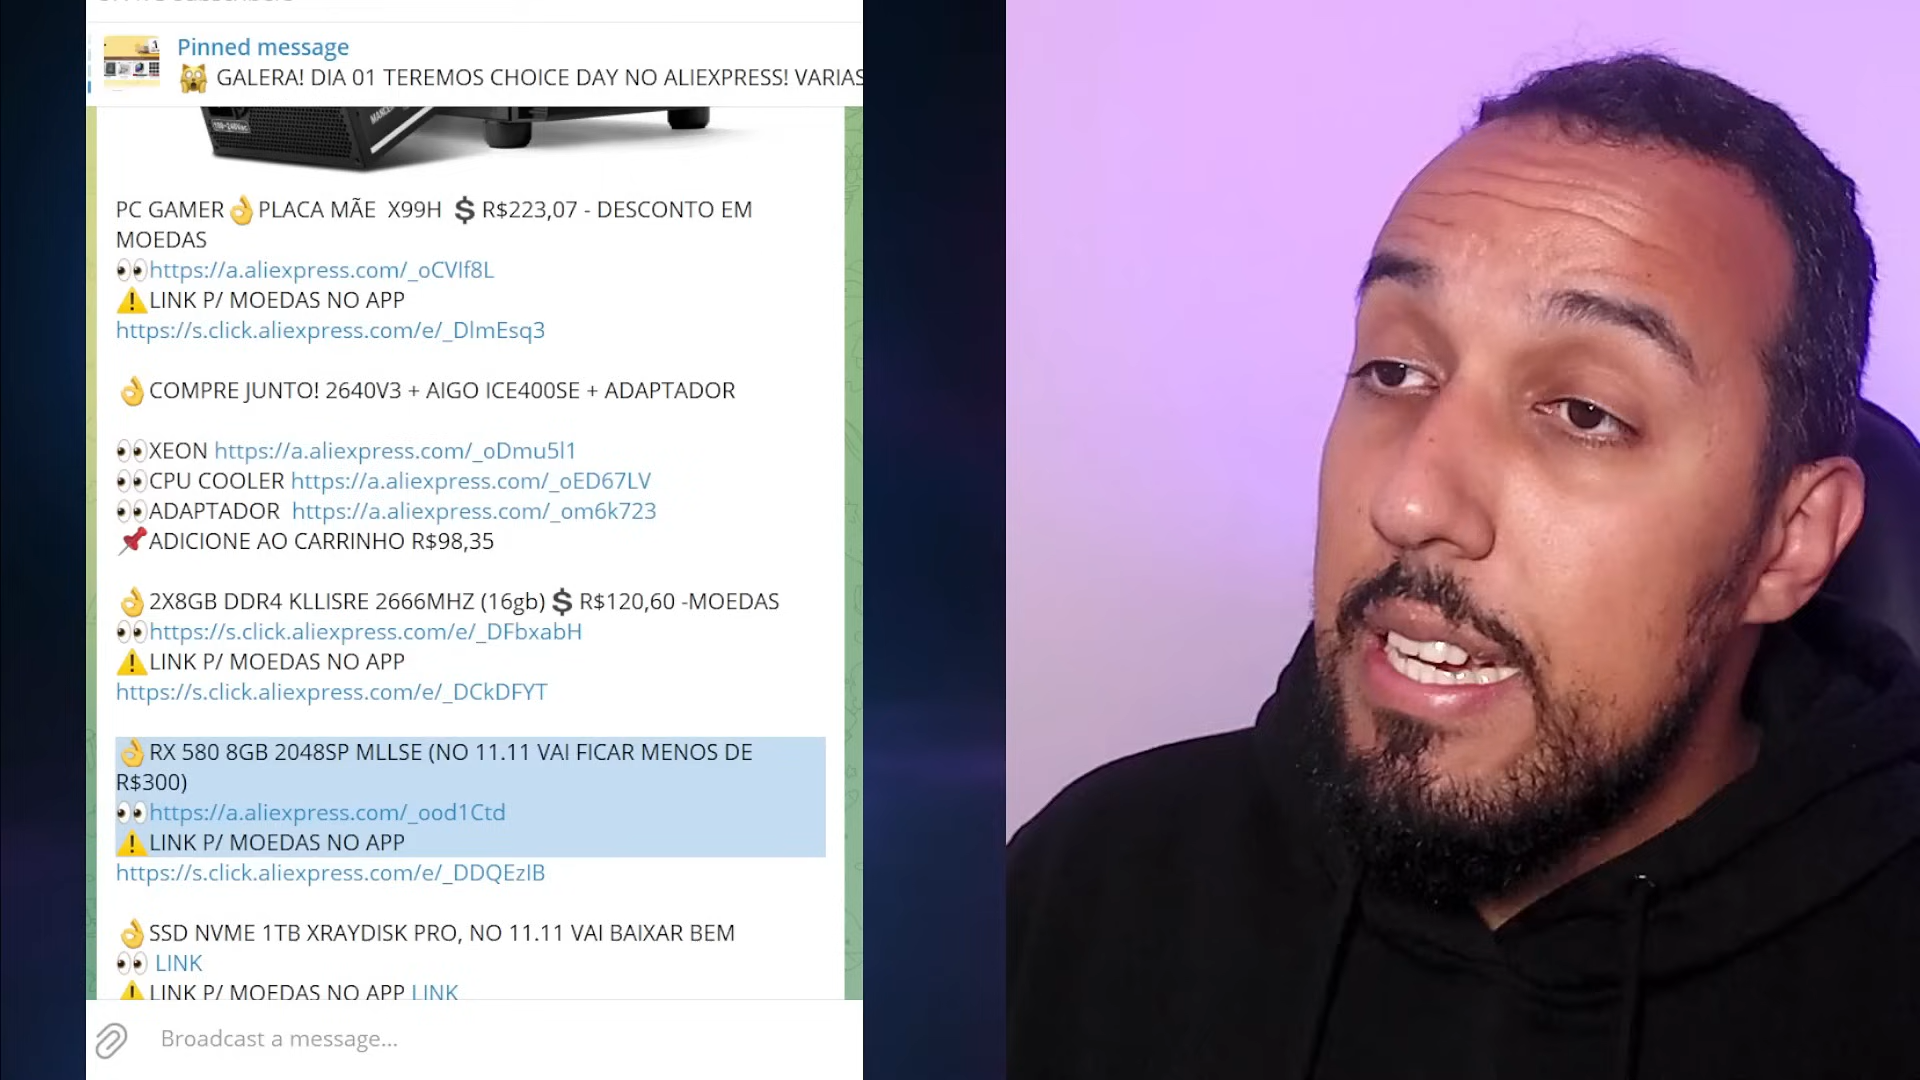 Pinned message
GALERA! DIA 01 TEREMOS CHOICE DAY NO ALIEXPRESS! VARIAS
PC GAMER👌PLACA MÃE X99H 💲R$223,07 - DESCONTO EM
MOEDAS
👀https://a.aliexpress.com/_oCVIf8L
⚠️LINK P/ MOEDAS NO APP
https://s.click.aliexpress.com/e/_DlmEsq3
👌COMPRE JUNTO! 2640V3 + AIGO ICE400SE + ADAPTADOR
👀XEON https://a.aliexpress.com/_oDmu5l1
👀CPU COOLER https://a.aliexpress.com/_oED67LV
👀ADAPTADOR https://a.aliexpress.com/_om6k723
📌ADICIONE AO CARRINHO R$98,35
👌2X8GB DDR4 KLLISRE 2666MHZ (16gb)💲R$120,60 -MOEDAS
👀https://s.click.aliexpress.com/e/_DFbxabH
⚠️LINK P/ MOEDAS NO APP
https://s.click.aliexpress.com/e/_DCkDFYT
👌RX 580 8GB 2048SP MLLSE (NO 11.11 VAI FICAR MENOS DE
R$300)
👀https://a.aliexpress.com/_ood1Ctd
⚠️LINK P/ MOEDAS NO APP
https://s.click.aliexpress.com/e/_DDQEzIB
👌SSD NVME 1TB XRAYDISK PRO, NO 11.11 VAI BAIXAR BEM
👀 LINK
⚠️LINK P/ MOEDAS NO APP LINK
Broadcast a message...